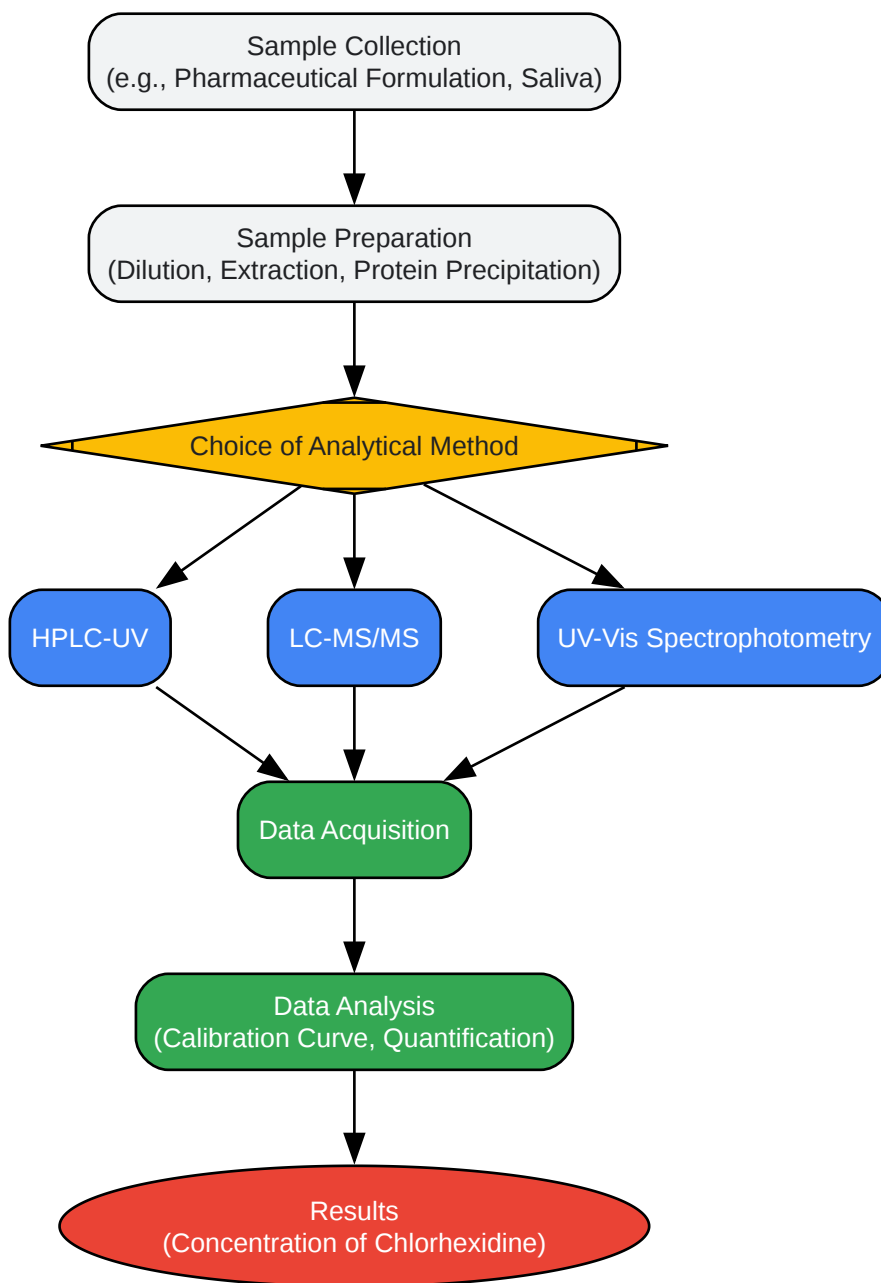 Sample Collection
(e.g., Pharmaceutical Formulation, Saliva)
Sample Preparation
(Dilution, Extraction, Protein Precipitation)
Choice of Analytical Method
HPLC-UV
LC-MS/MS
UV-Vis Spectrophotometry
Data Acquisition
Data Analysis
(Calibration Curve, Quantification)
Results
(Concentration of Chlorhexidine)